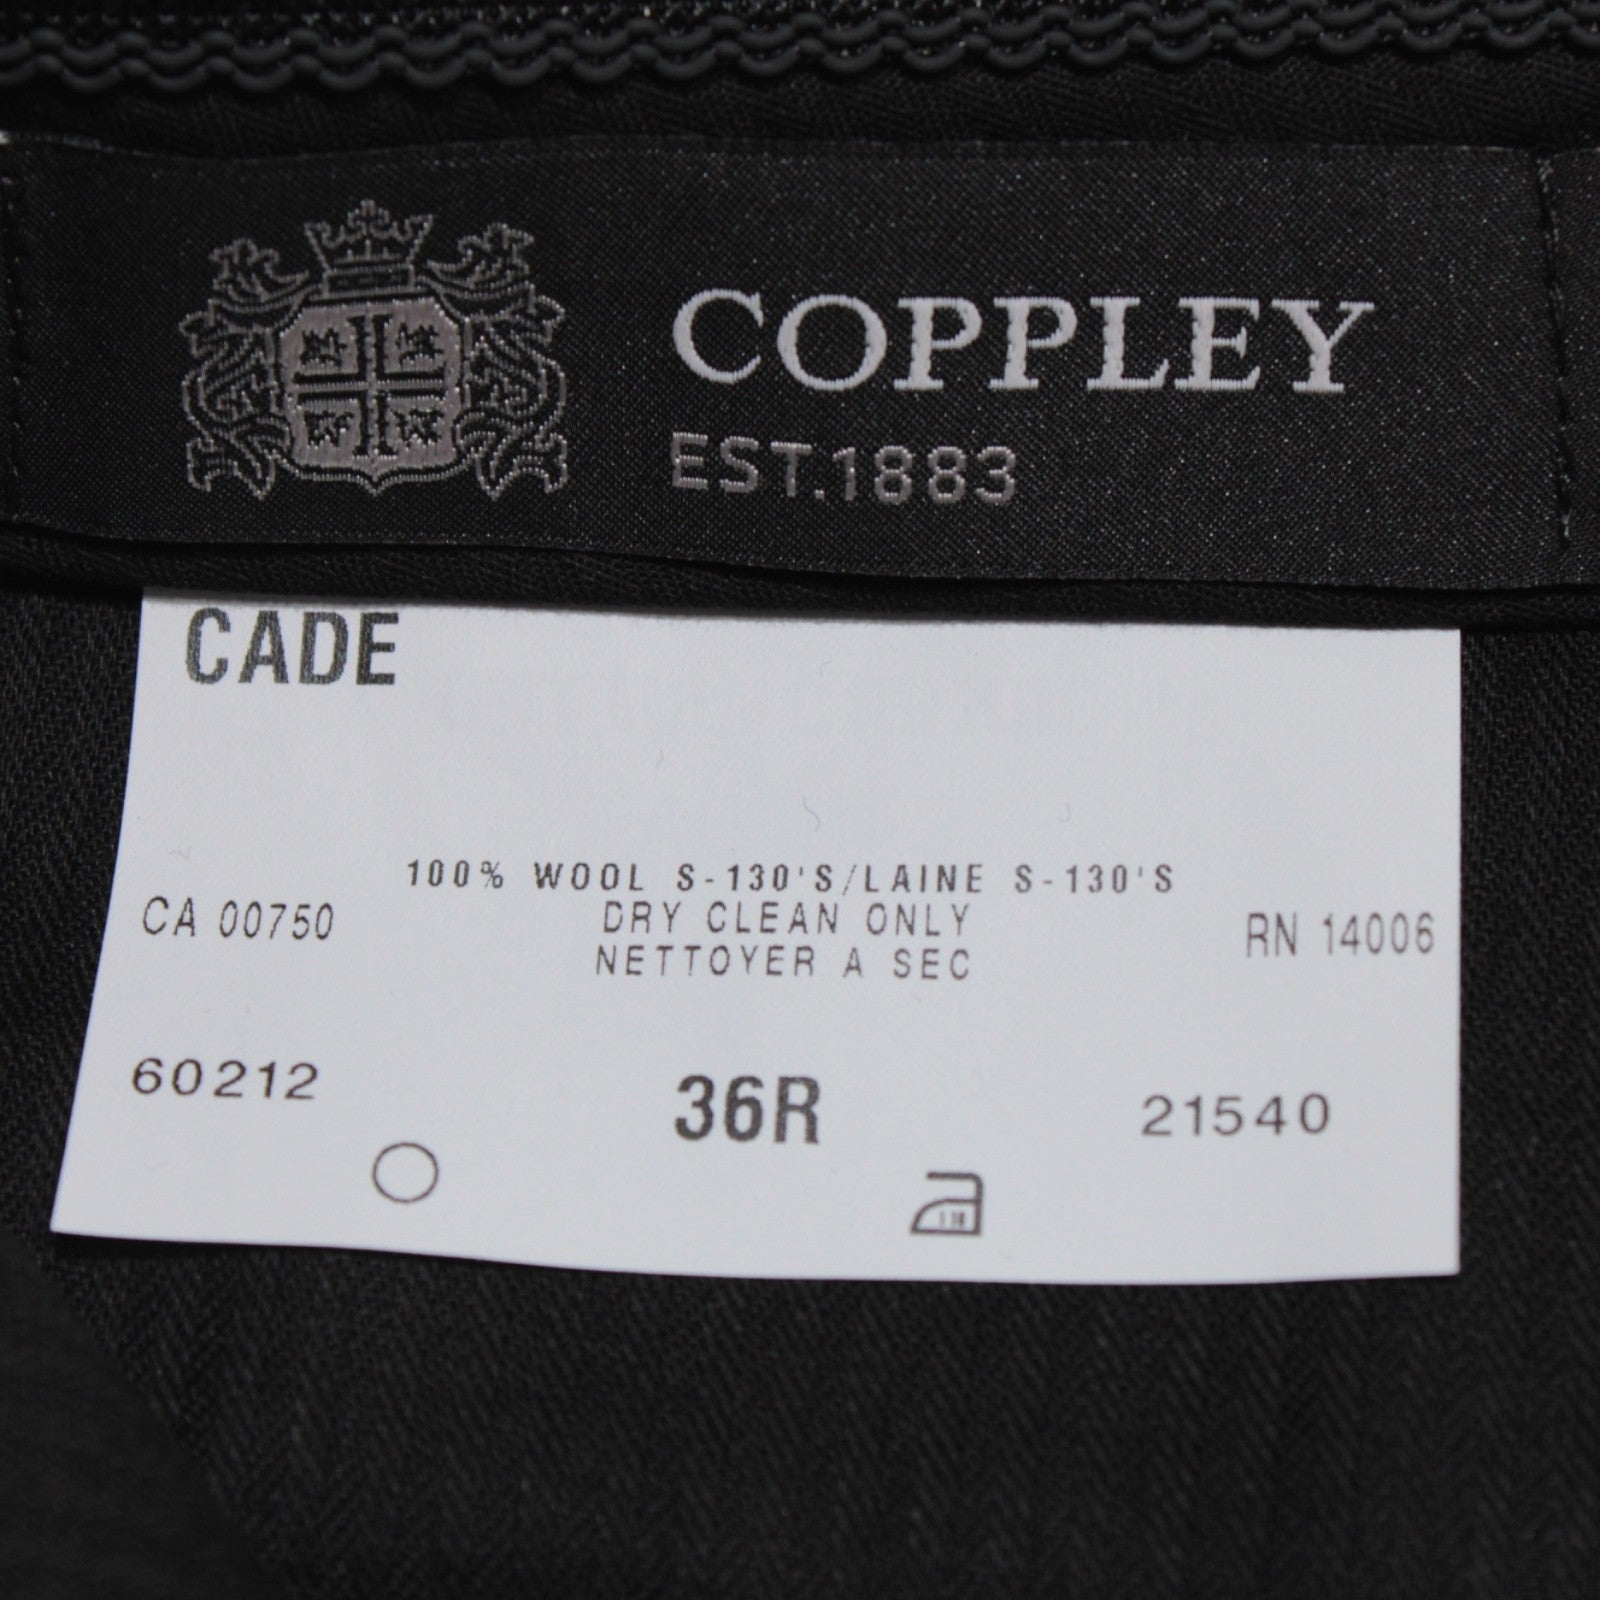 COPPLEY
EST.1883
CADE
100% WOOL S-130'S/LAINE S-130'S
CA 00750
DRY CLEAN ONLY
RN 14006
NETTOYER A SEC
60212
36R
21540